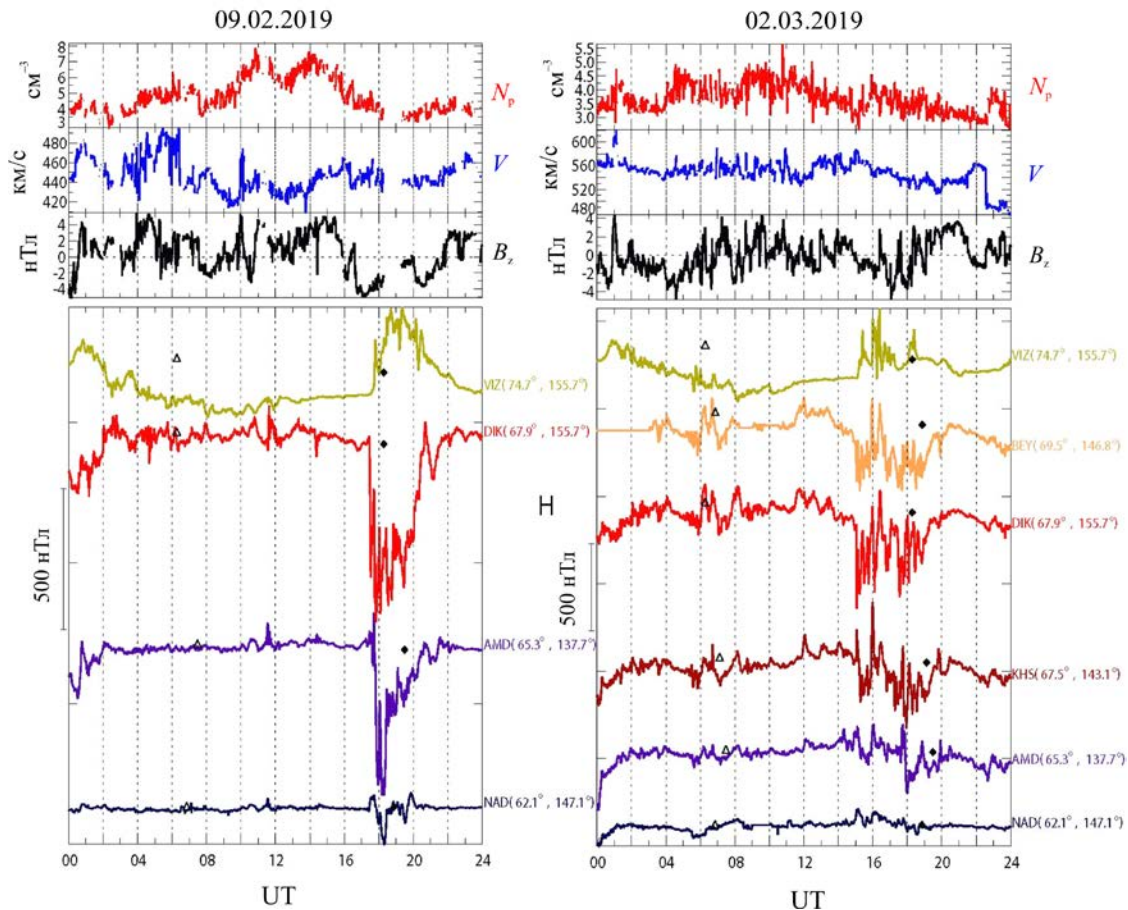 09.02.2019
8
7
6
5
4
3
см⁻³
Nₚ
480
460
440
420
км/с
V
4
2
0
-2
-4
нТл
B_z
VIZ(74.7° , 155.7°)
DIK(67.9° , 155.7°)
500 нТл
AMD(65.3° , 137.7°)
NAD(62.1° , 147.1°)
00 04 08 12 16 20 24
UT
H
02.03.2019
5.5
5.0
4.5
4.0
3.5
3.0
см⁻³
Nₚ
600
560
520
480
км/с
V
4
2
0
-2
-4
нТл
B_z
VIZ(74.7° , 155.7°)
BEY(69.5° , 146.8°)
DIK(67.9° , 155.7°)
500 нТл
KHS(67.5° , 143.1°)
AMD(65.3° , 137.7°)
NAD(62.1° , 147.1°)
00 04 08 12 16 20 24
UT